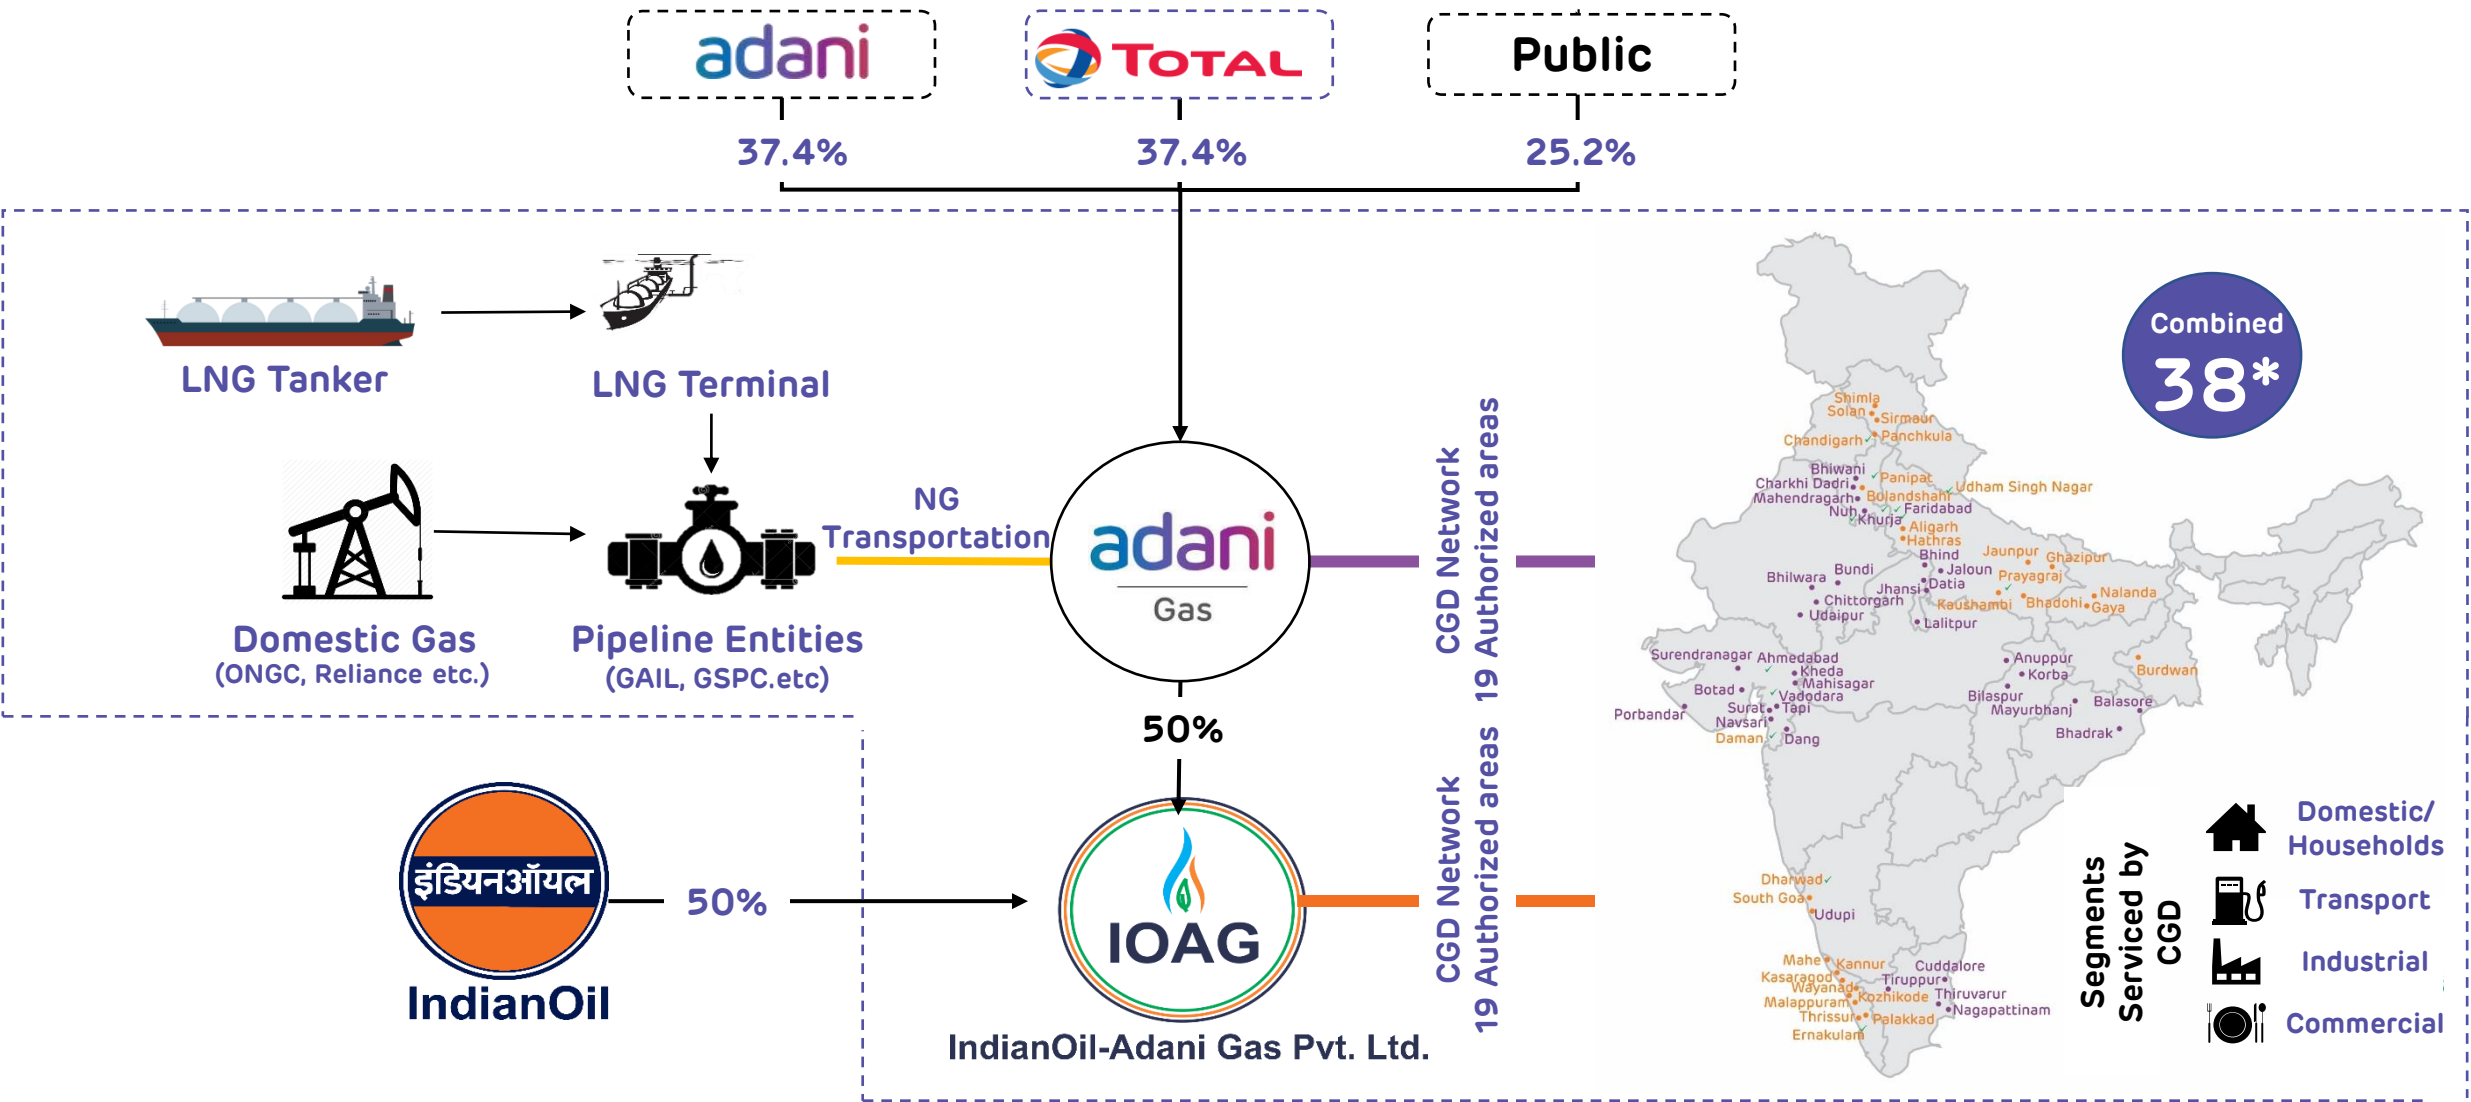 adani
TOTAL
Public
37.4%
37.4%
25.2%
LNG Tanker
LNG Terminal
Domestic Gas
(ONGC, Reliance etc.)
Pipeline Entities
(GAIL, GSPC.etc)
NG
Transportation
adani
Gas
50%
इंडियनऑयल
IndianOil
50%
IOAG
IndianOil-Adani Gas Pvt. Ltd.
CGD Network
19 Authorized areas
CGD Network
19 Authorized areas
Combined
38*
Shimla
Solan
Sirmaur
Chandigarh
Panchkula
Bhiwani
Panipat
Charkhi Dadri
Udham Singh Nagar
Mahendragarh
Bulandshahr
Nuh
Faridabad
Khurja
Aligarh
Hathras
Bhind
Jaunpur
Ghazipur
Jaloun
Bundi
Bhilwara
Prayagraj
Datia
Jhansi
Nalanda
Chittorgarh
Kaushambi
Bhadohi
Gaya
Udaipur
Lalitpur
Surendranagar
Ahmedabad
Anuppur
Kheda
Korba
Burdwan
Mahisagar
Botad
Vadodara
Bilaspur
Surat
Tapi
Mayurbhanj
Balasore
Porbandar
Navsari
Daman
Dang
Bhadrak
Dharwad
South Goa
Udupi
Mahe
Kannur
Cuddalore
Kasaragod
Tiruppur
Wayanad
Kozhikode
Thiruvarur
Malappuram
Nagapattinam
Thrissur
Palakkad
Ernakulam
Segments
Serviced by
CGD
Domestic/
Households
Transport
Industrial
Commercial